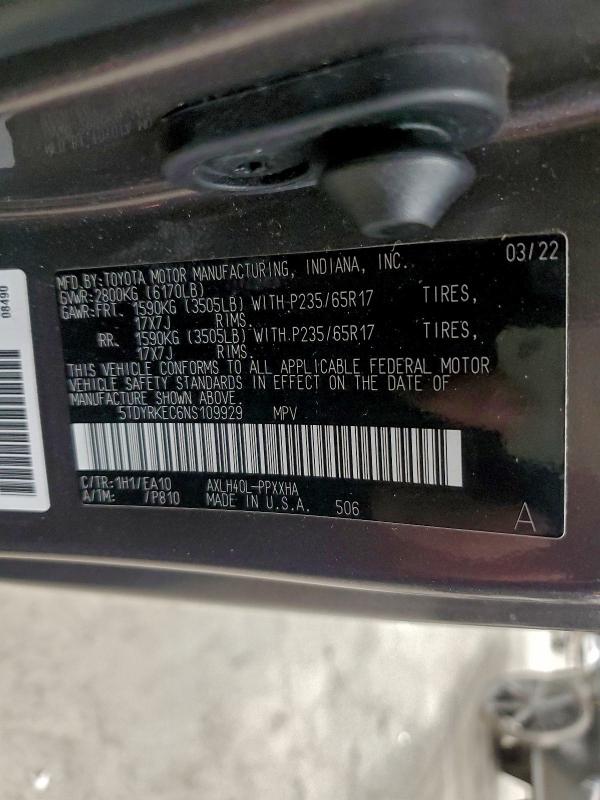 03/22
MFD.BY:TOYOTA MOTOR MANUFACTURING, INDIANA, INC.
GVWR:2800KG (6170LB)
GAWR:FRT. 1590KG (3505LB) WITH P235/65R17 TIRES,
17X7J RIMS.
RR. 1590KG (3505LB) WITH P235/65R17 TIRES,
17X7J RIMS.
THIS VEHICLE CONFORMS TO ALL APPLICABLE FEDERAL MOTOR
VEHICLE SAFETY STANDARDS IN EFFECT ON THE DATE OF
MANUFACTURE SHOWN ABOVE.
5TDYRKEC6NS109929 MPV
C/TR:1H1/EA10 AXLH40L-PPXXHA
A/TM: /P810 MADE IN U.S.A. 506
A
08490